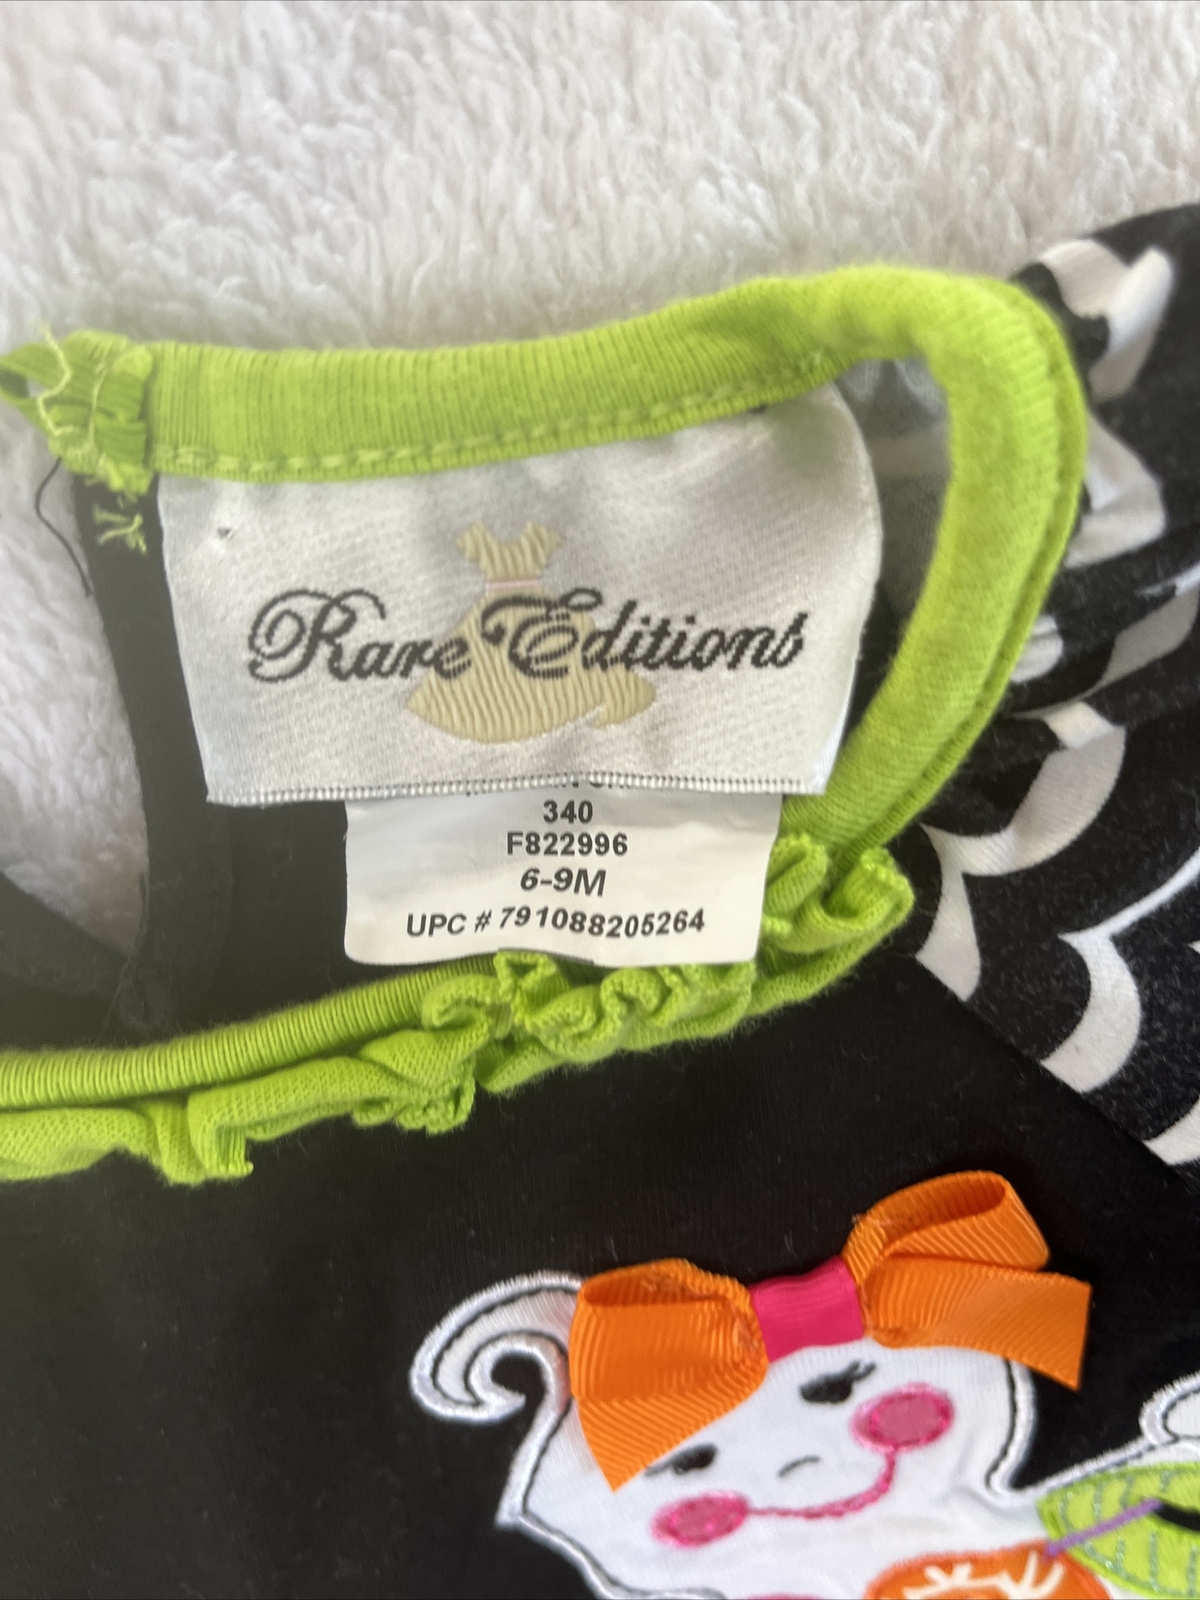 Rare Editions
340
F822996
6-9M
UPC # 791088205264